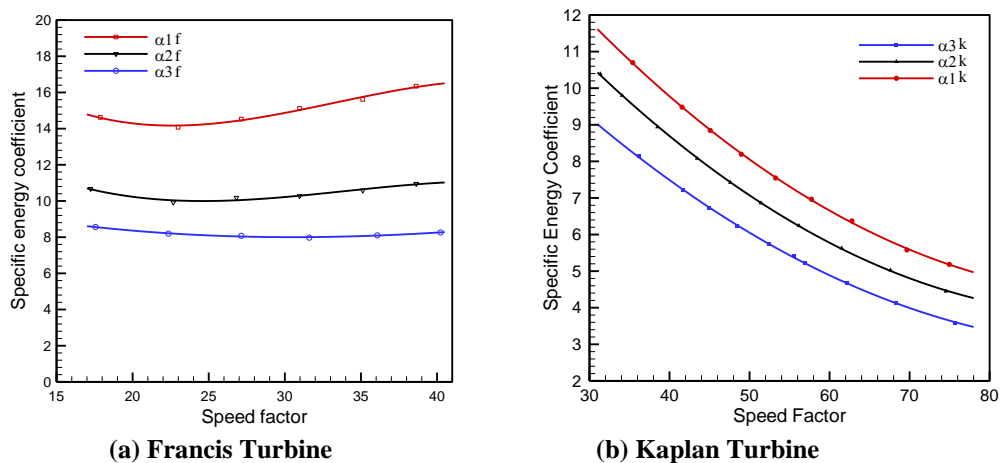 20
18
16
14
12
10
8
6
4
2
0
Specific energy coefficient
α1 f
α2 f
α3 f
15
20
25
30
35
40
Speed factor
(a) Francis Turbine
12
11
10
9
8
7
6
5
4
3
2
Specific Energy Coefficient
α3 k
α2 k
α1 k
30
40
50
60
70
80
Speed Factor
(b) Kaplan Turbine